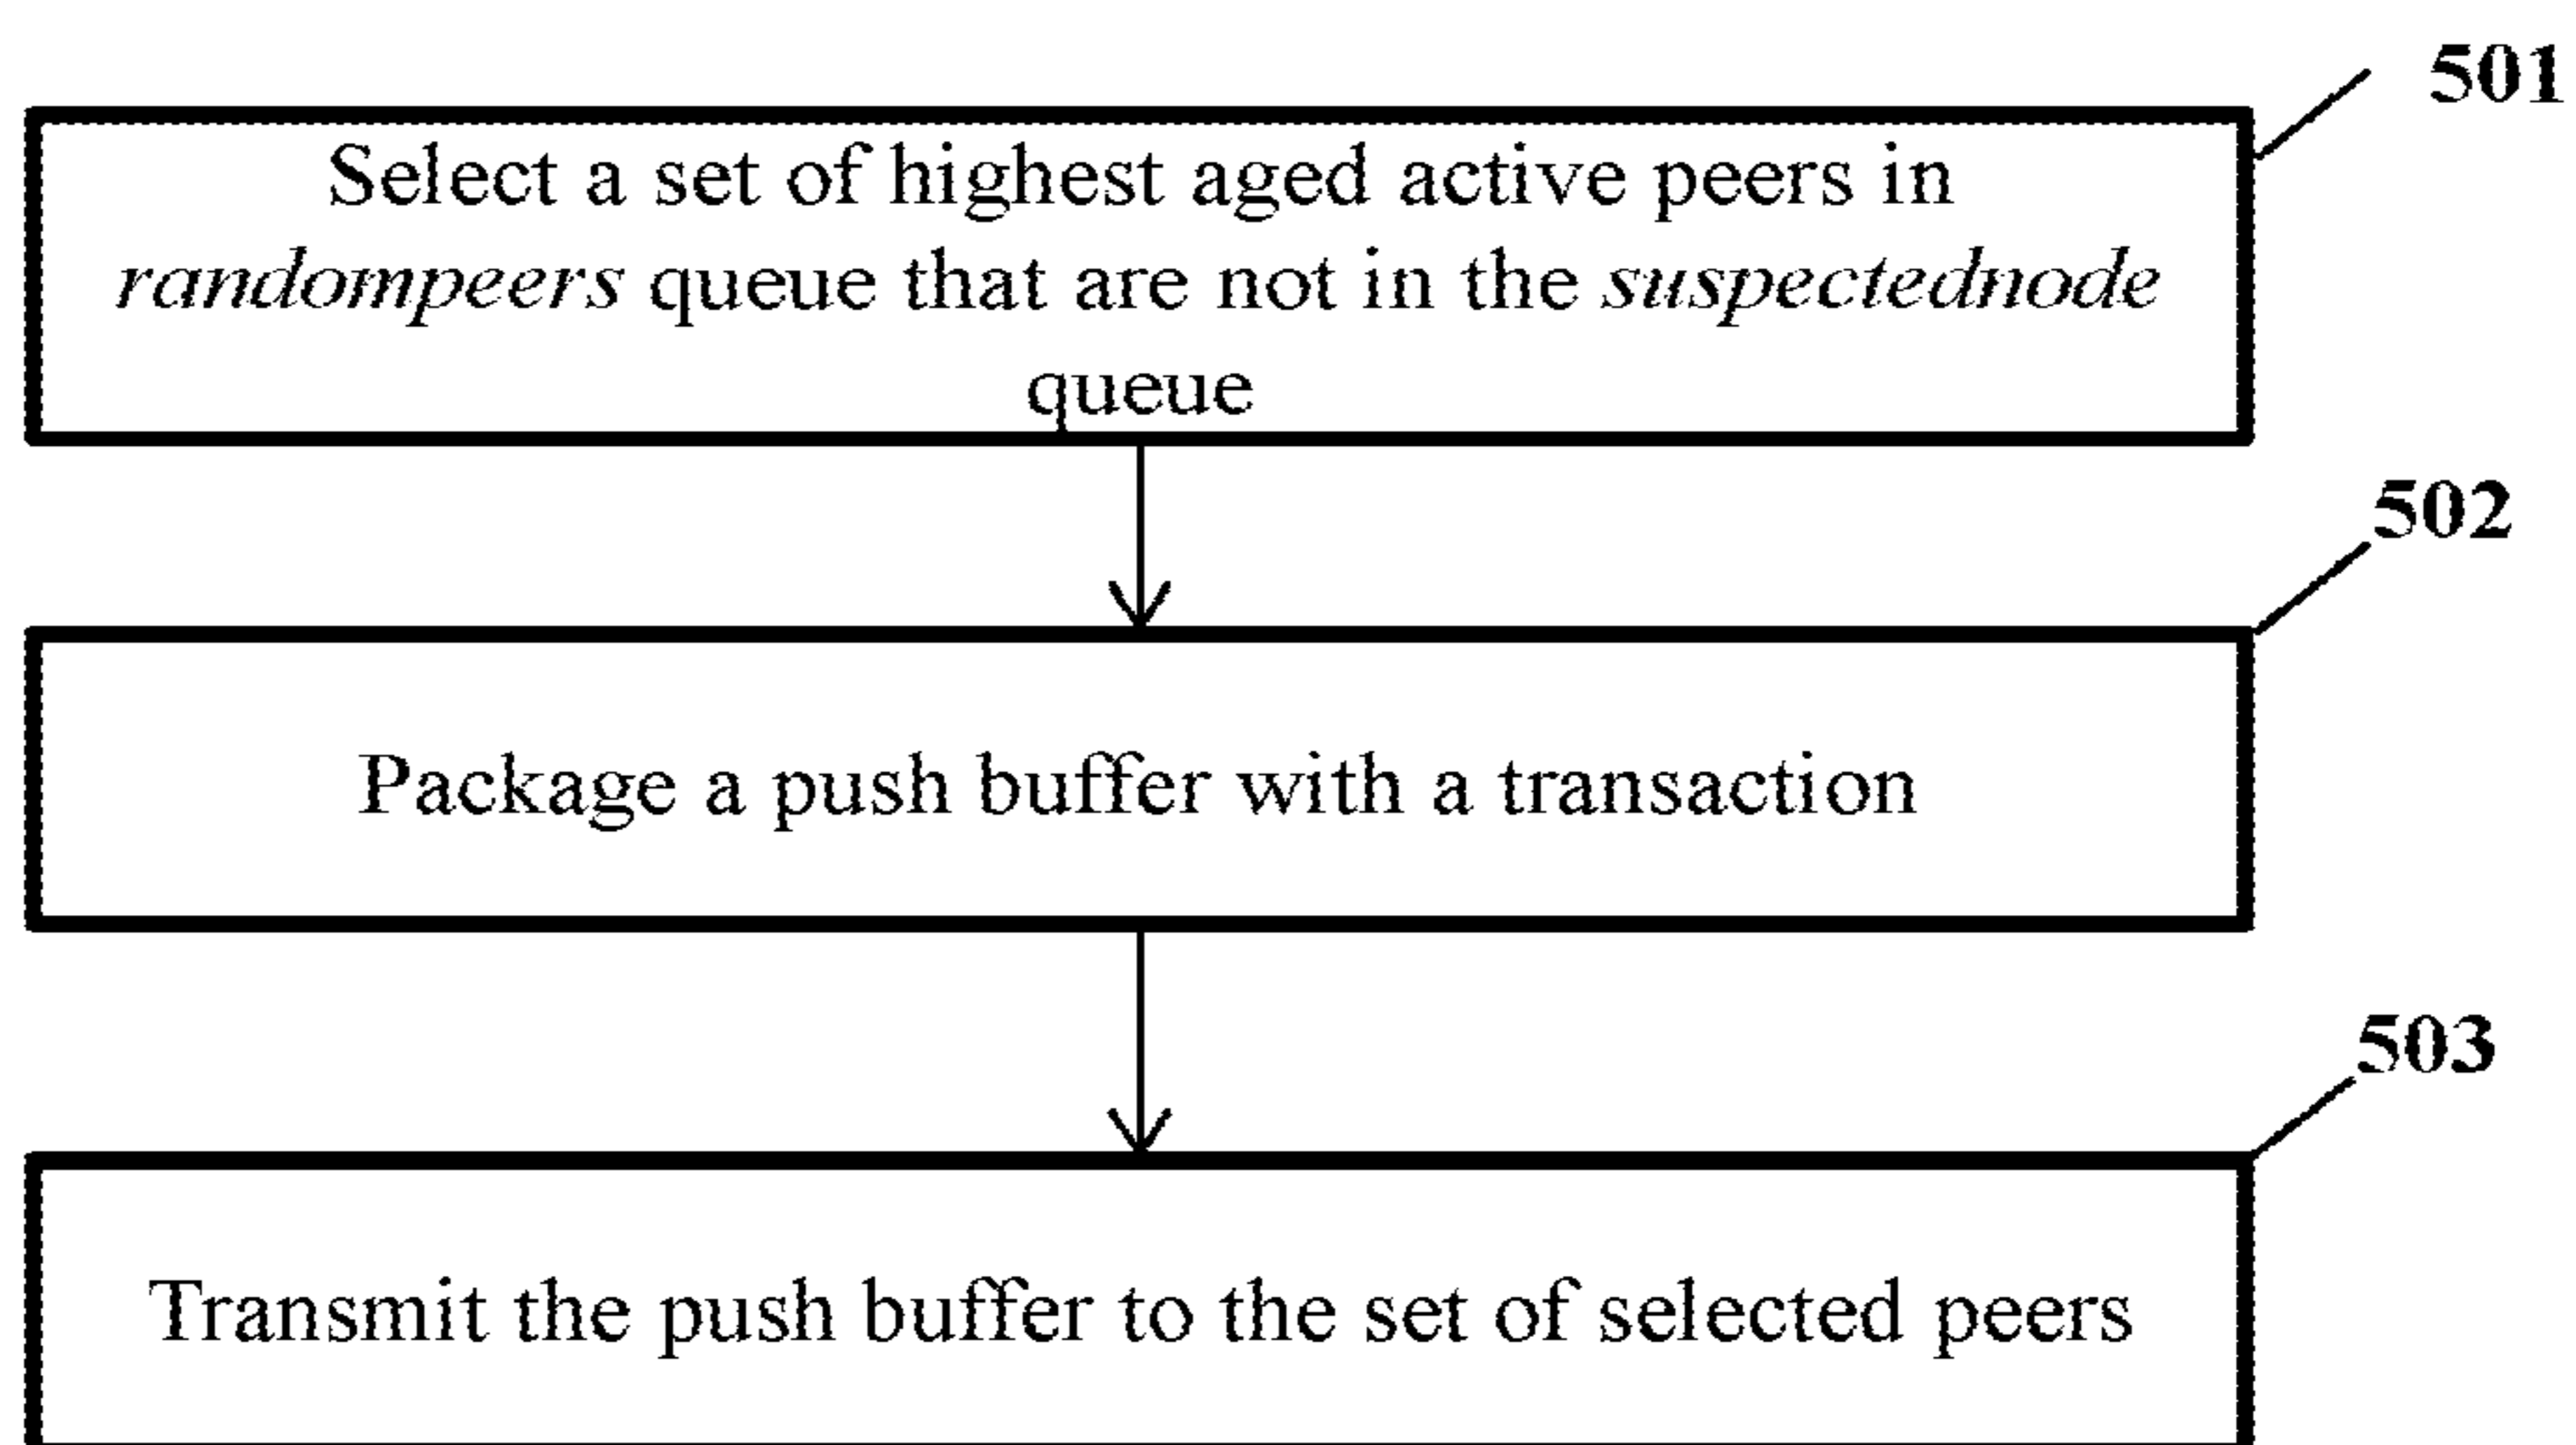 501
Select a set of highest aged active peers in
randompeers queue that are not in the suspectednode
queue
502
Package a push buffer with a transaction
503
Transmit the push buffer to the set of selected peers